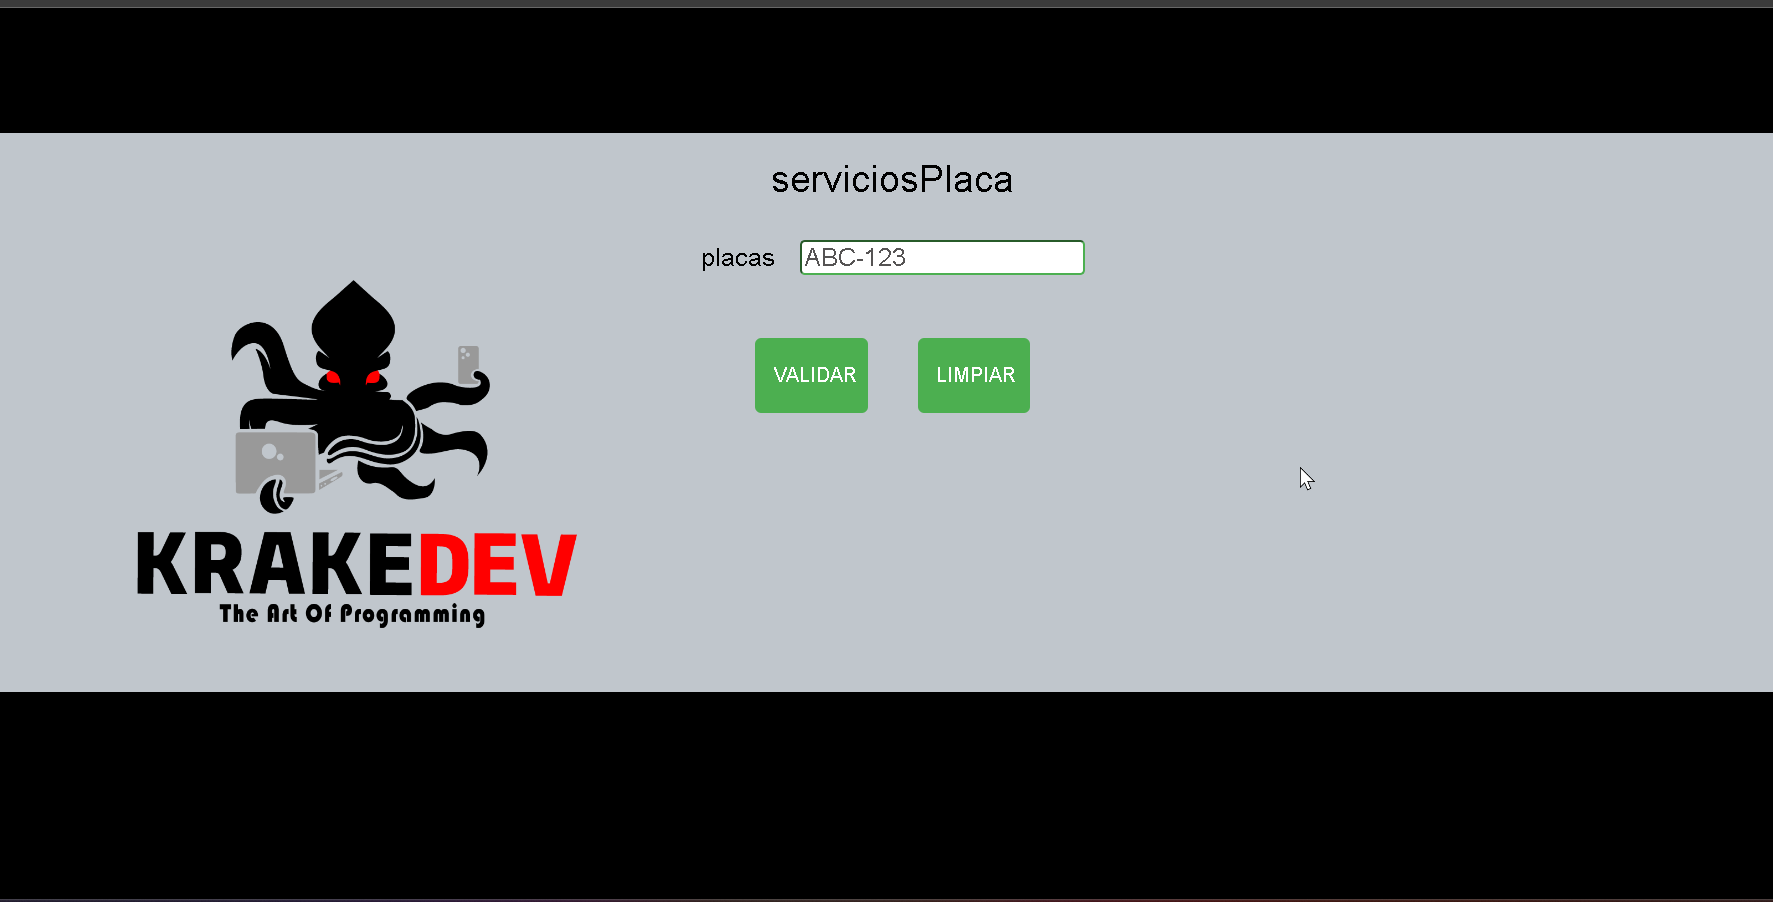 serviciosPlaca
placas ABC-123
VALIDAR LIMPIAR
KRAKEDEV
The Art Of Programming